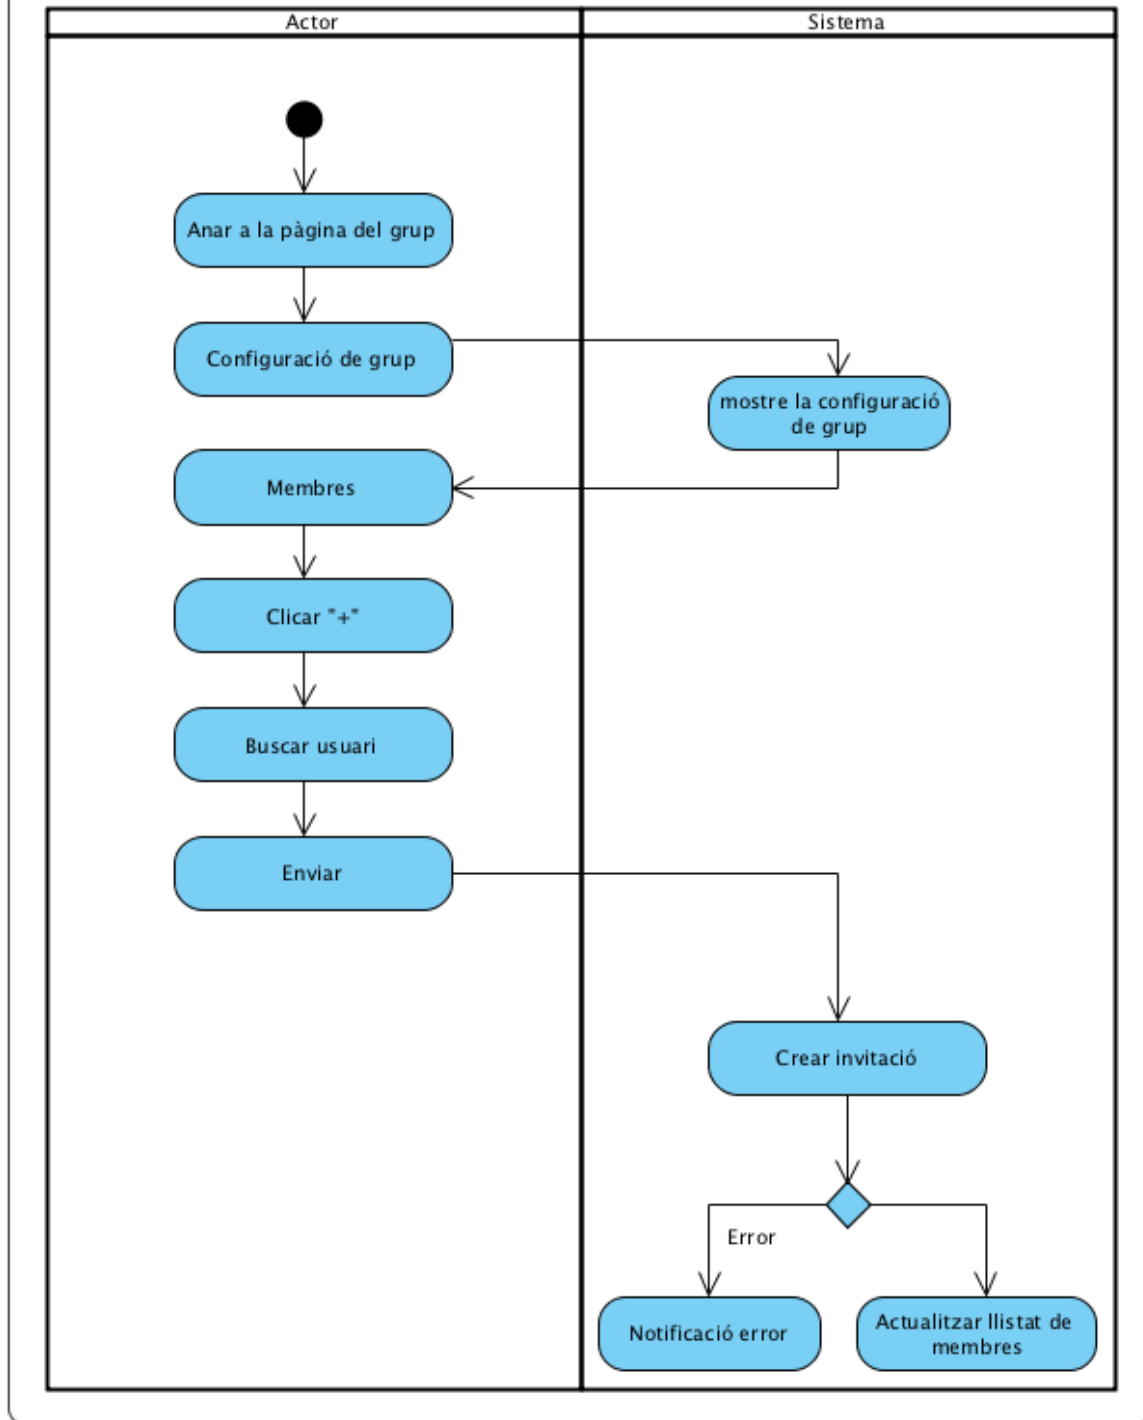 Actor
Sistema
Anar a la pàgina del grup
Configuració de grup
mostre la configuració
de grup
Membres
Clicar "+"
Buscar usuari
Enviar
Crear invitació
Error
Notificació error
Actualitzar llistat de
membres